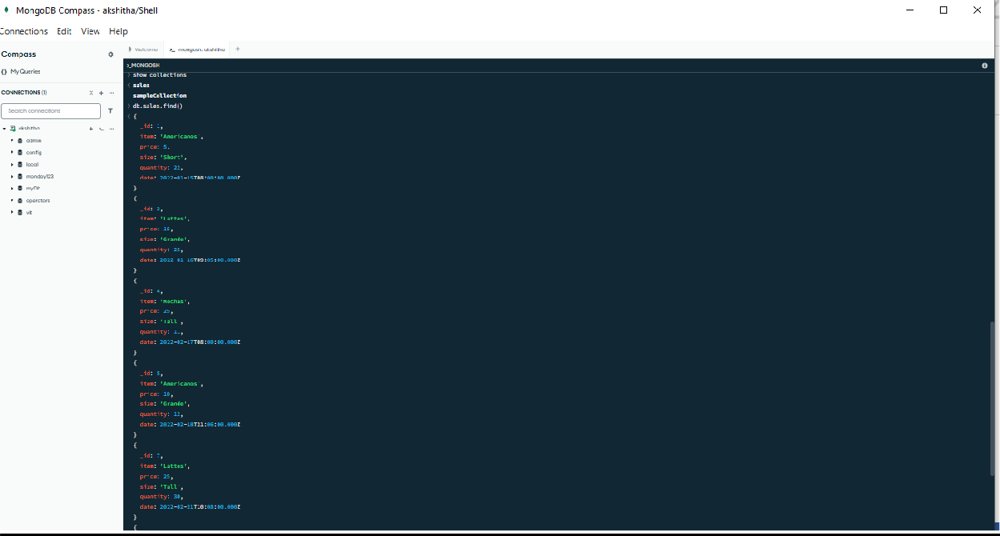 MongoDB Compass - akshitha/Shell
Connections Edit View Help
Compass
My Queries
CONNECTIONS (1)
Search connections
akshitha
admin
config
local
monday123
myDb
operators
vit
Welcome
mongosh: akshitha
>_MONGOSH
> show collections
< sales
sampleCollection
> db.sales.find()
< {
_id: 1,
item: 'Americanos',
price: 5,
size: 'Short',
quantity: 22,
date: 2022-01-15T08:00:00.000Z
}
{
_id: 2,
item: 'Lattes',
price: 15,
size: 'Grande',
quantity: 25,
date: 2022-01-16T09:05:00.000Z
}
{
_id: 4,
item: 'Mochas',
price: 25,
size: 'Tall',
quantity: 11,
date: 2022-02-17T08:00:00.000Z
}
{
_id: 5,
item: 'Americanos',
price: 10,
size: 'Grande',
quantity: 12,
date: 2022-02-18T21:06:00.000Z
}
{
_id: 7,
item: 'Lattes',
price: 25,
size: 'Tall',
quantity: 30,
date: 2022-02-21T10:08:00.000Z
}
{